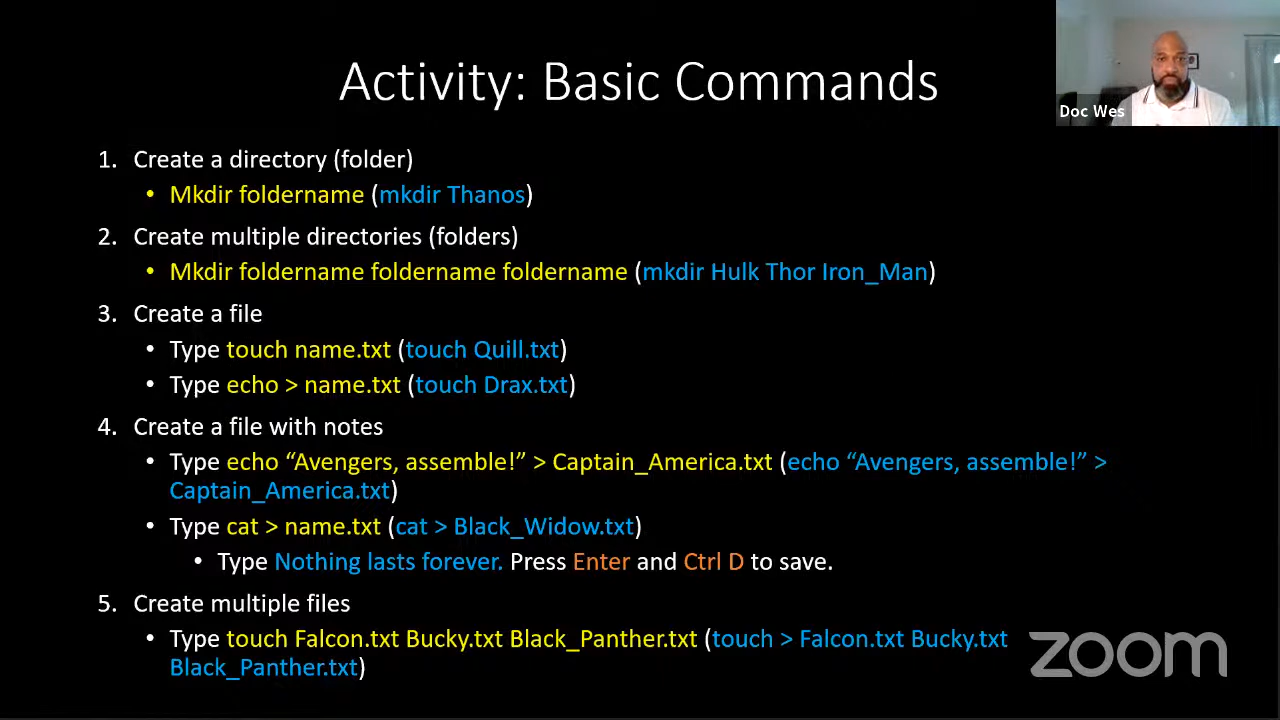 Activity: Basic Commands
Doc Wes
1. Create a directory (folder)
• Mkdir foldername (mkdir Thanos)
2. Create multiple directories (folders)
• Mkdir foldername foldername foldername (mkdir Hulk Thor Iron_Man)
3. Create a file
• Type touch name.txt (touch Quill.txt)
• Type echo > name.txt (touch Drax.txt)
4. Create a file with notes
• Type echo “Avengers, assemble!” > Captain_America.txt (echo “Avengers, assemble!” >
Captain_America.txt)
• Type cat > name.txt (cat > Black_Widow.txt)
• Type Nothing lasts forever. Press Enter and Ctrl D to save.
5. Create multiple files
• Type touch Falcon.txt Bucky.txt Black_Panther.txt (touch > Falcon.txt Bucky.txt
Black_Panther.txt)
zoom